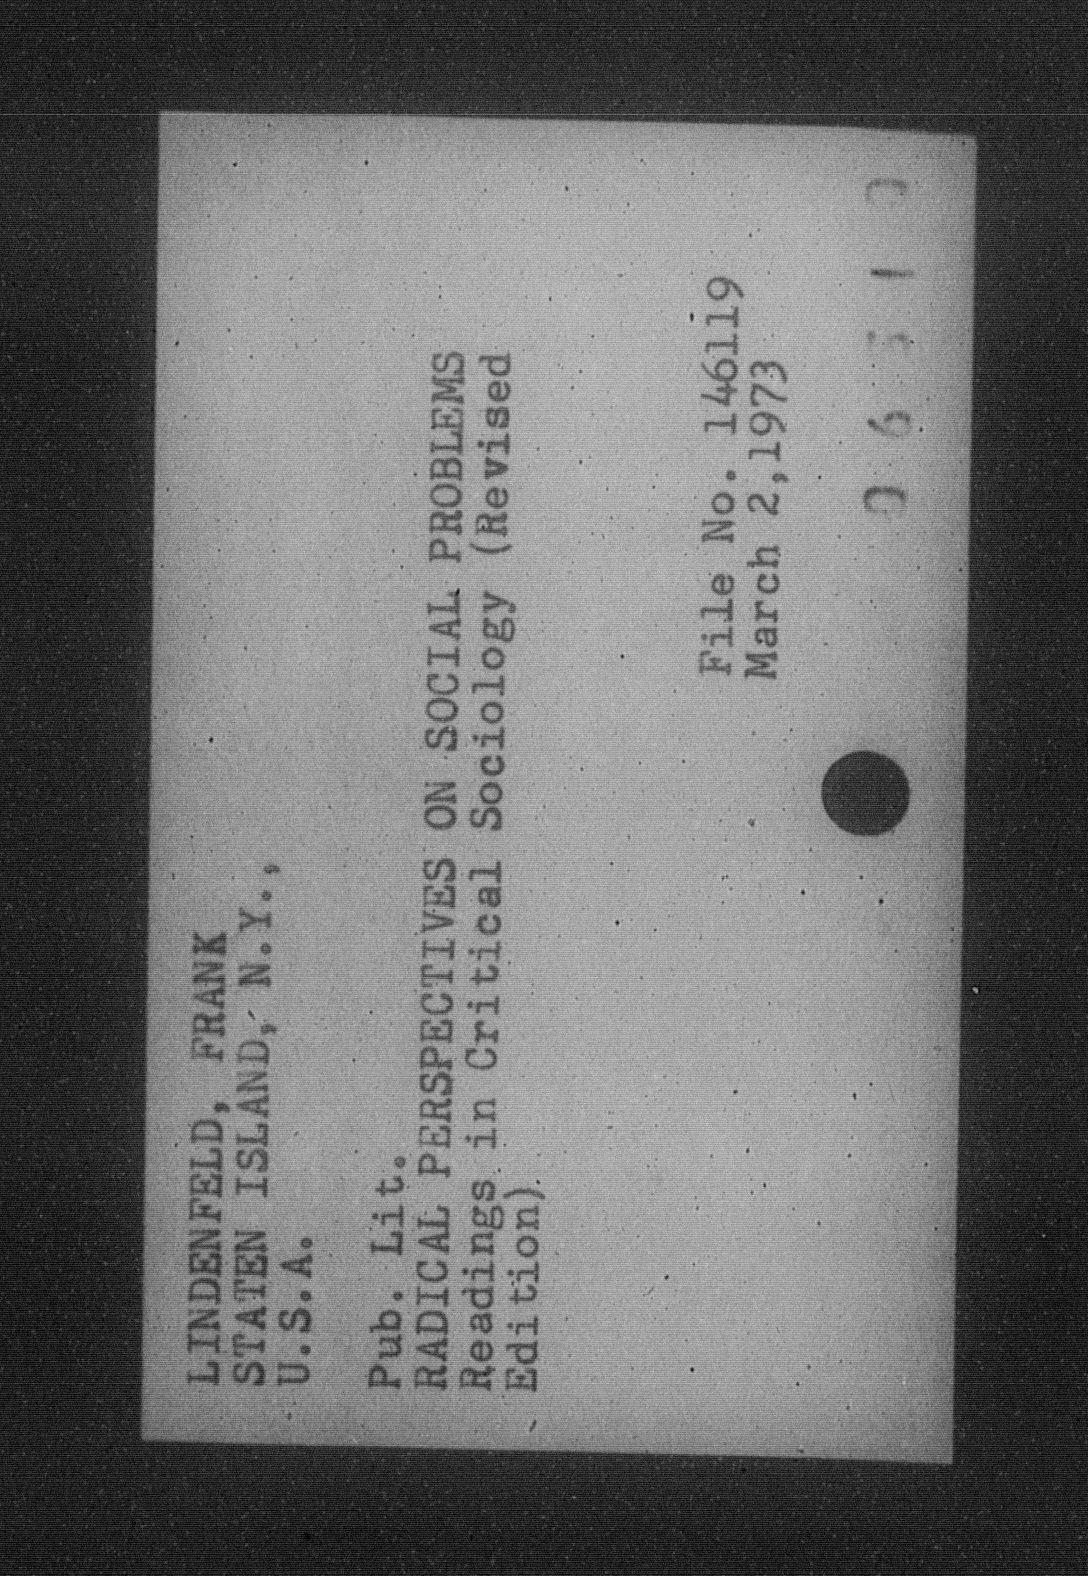 LINDENFELD, FRANK
STATEN ISLAND, N.Y.,
U.S.A.
Pub. Lit.
RADICAL PERSPECTIVES ON SOCIAL PROBLEMS
Readings in Critical Sociology (Revised
Edition)
File No. 146119
March 2,1973